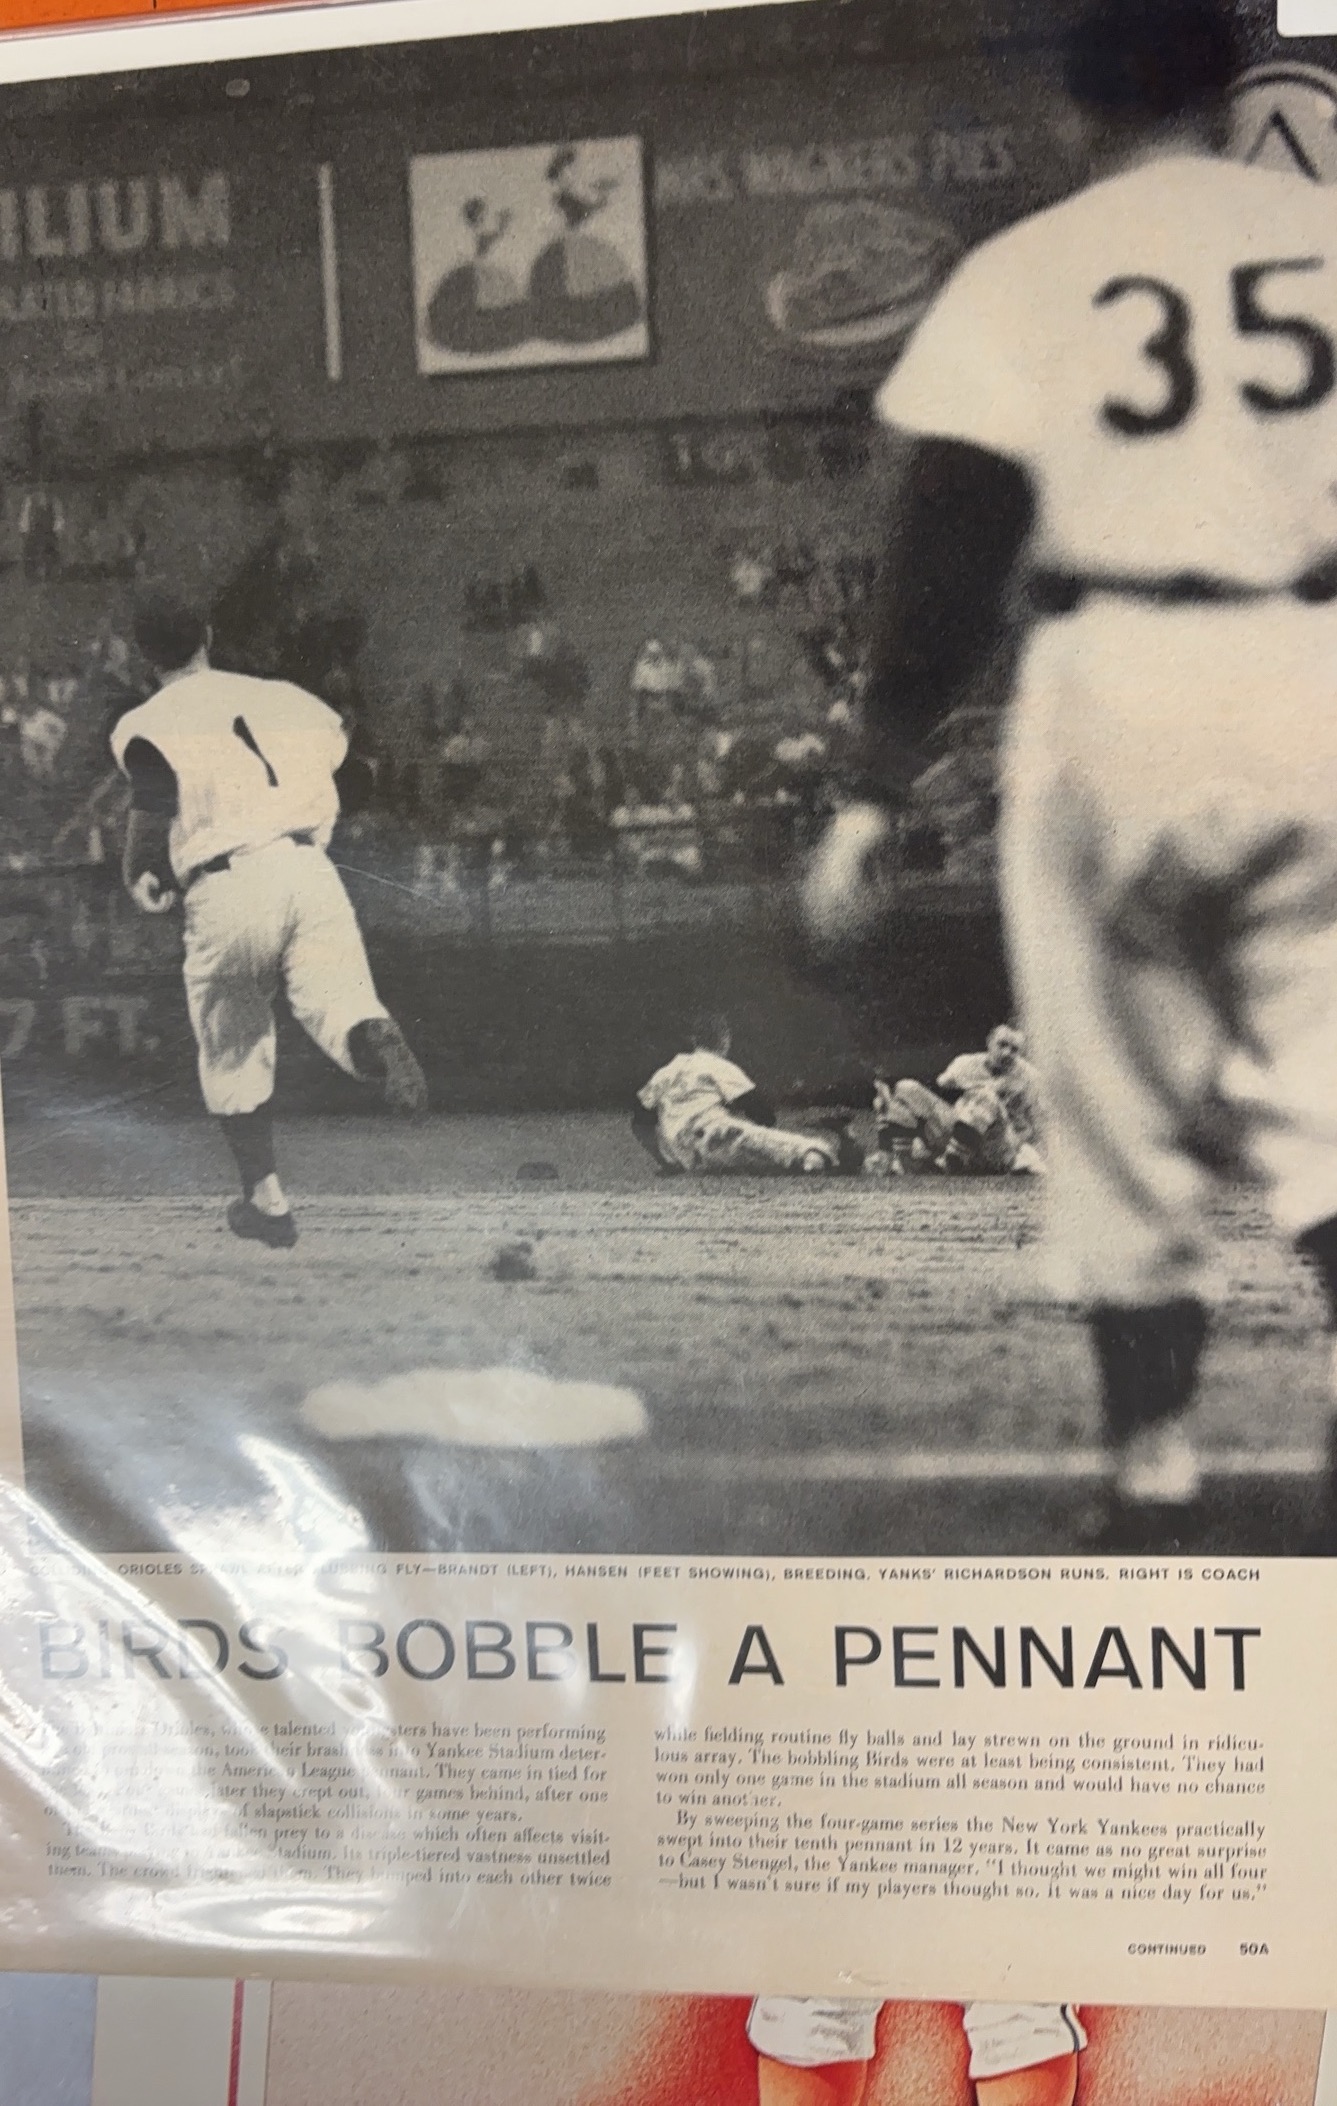 LIUM
PIES
35
1
7 FT.
ORIOLES FLY—BRANDT (LEFT), HANSEN (FEET SHOWING), BREEDING. YANKS' RICHARDSON RUNS. RIGHT IS COACH
BIRDS BOBBLE A PENNANT
Orioles, whose talented youngsters have been performing
season, took their brashness into Yankee Stadium deter-
the American League pennant. They came in tied for
later they crept out, four games behind, after one
of slapstick collisions in some years.
fallen prey to a disease which often affects visit-
ing teams playing in Yankee Stadium. Its triple-tiered vastness unsettled
them. The crowd them. They bumped into each other twice
while fielding routine fly balls and lay strewn on the ground in ridicu-
lous array. The bobbling Birds were at least being consistent. They had
won only one game in the stadium all season and would have no chance
to win another.
By sweeping the four-game series the New York Yankees practically
swept into their tenth pennant in 12 years. It came as no great surprise
to Casey Stengel, the Yankee manager. "I thought we might win all four
—but I wasn't sure if my players thought so. It was a nice day for us."
CONTINUED 50A